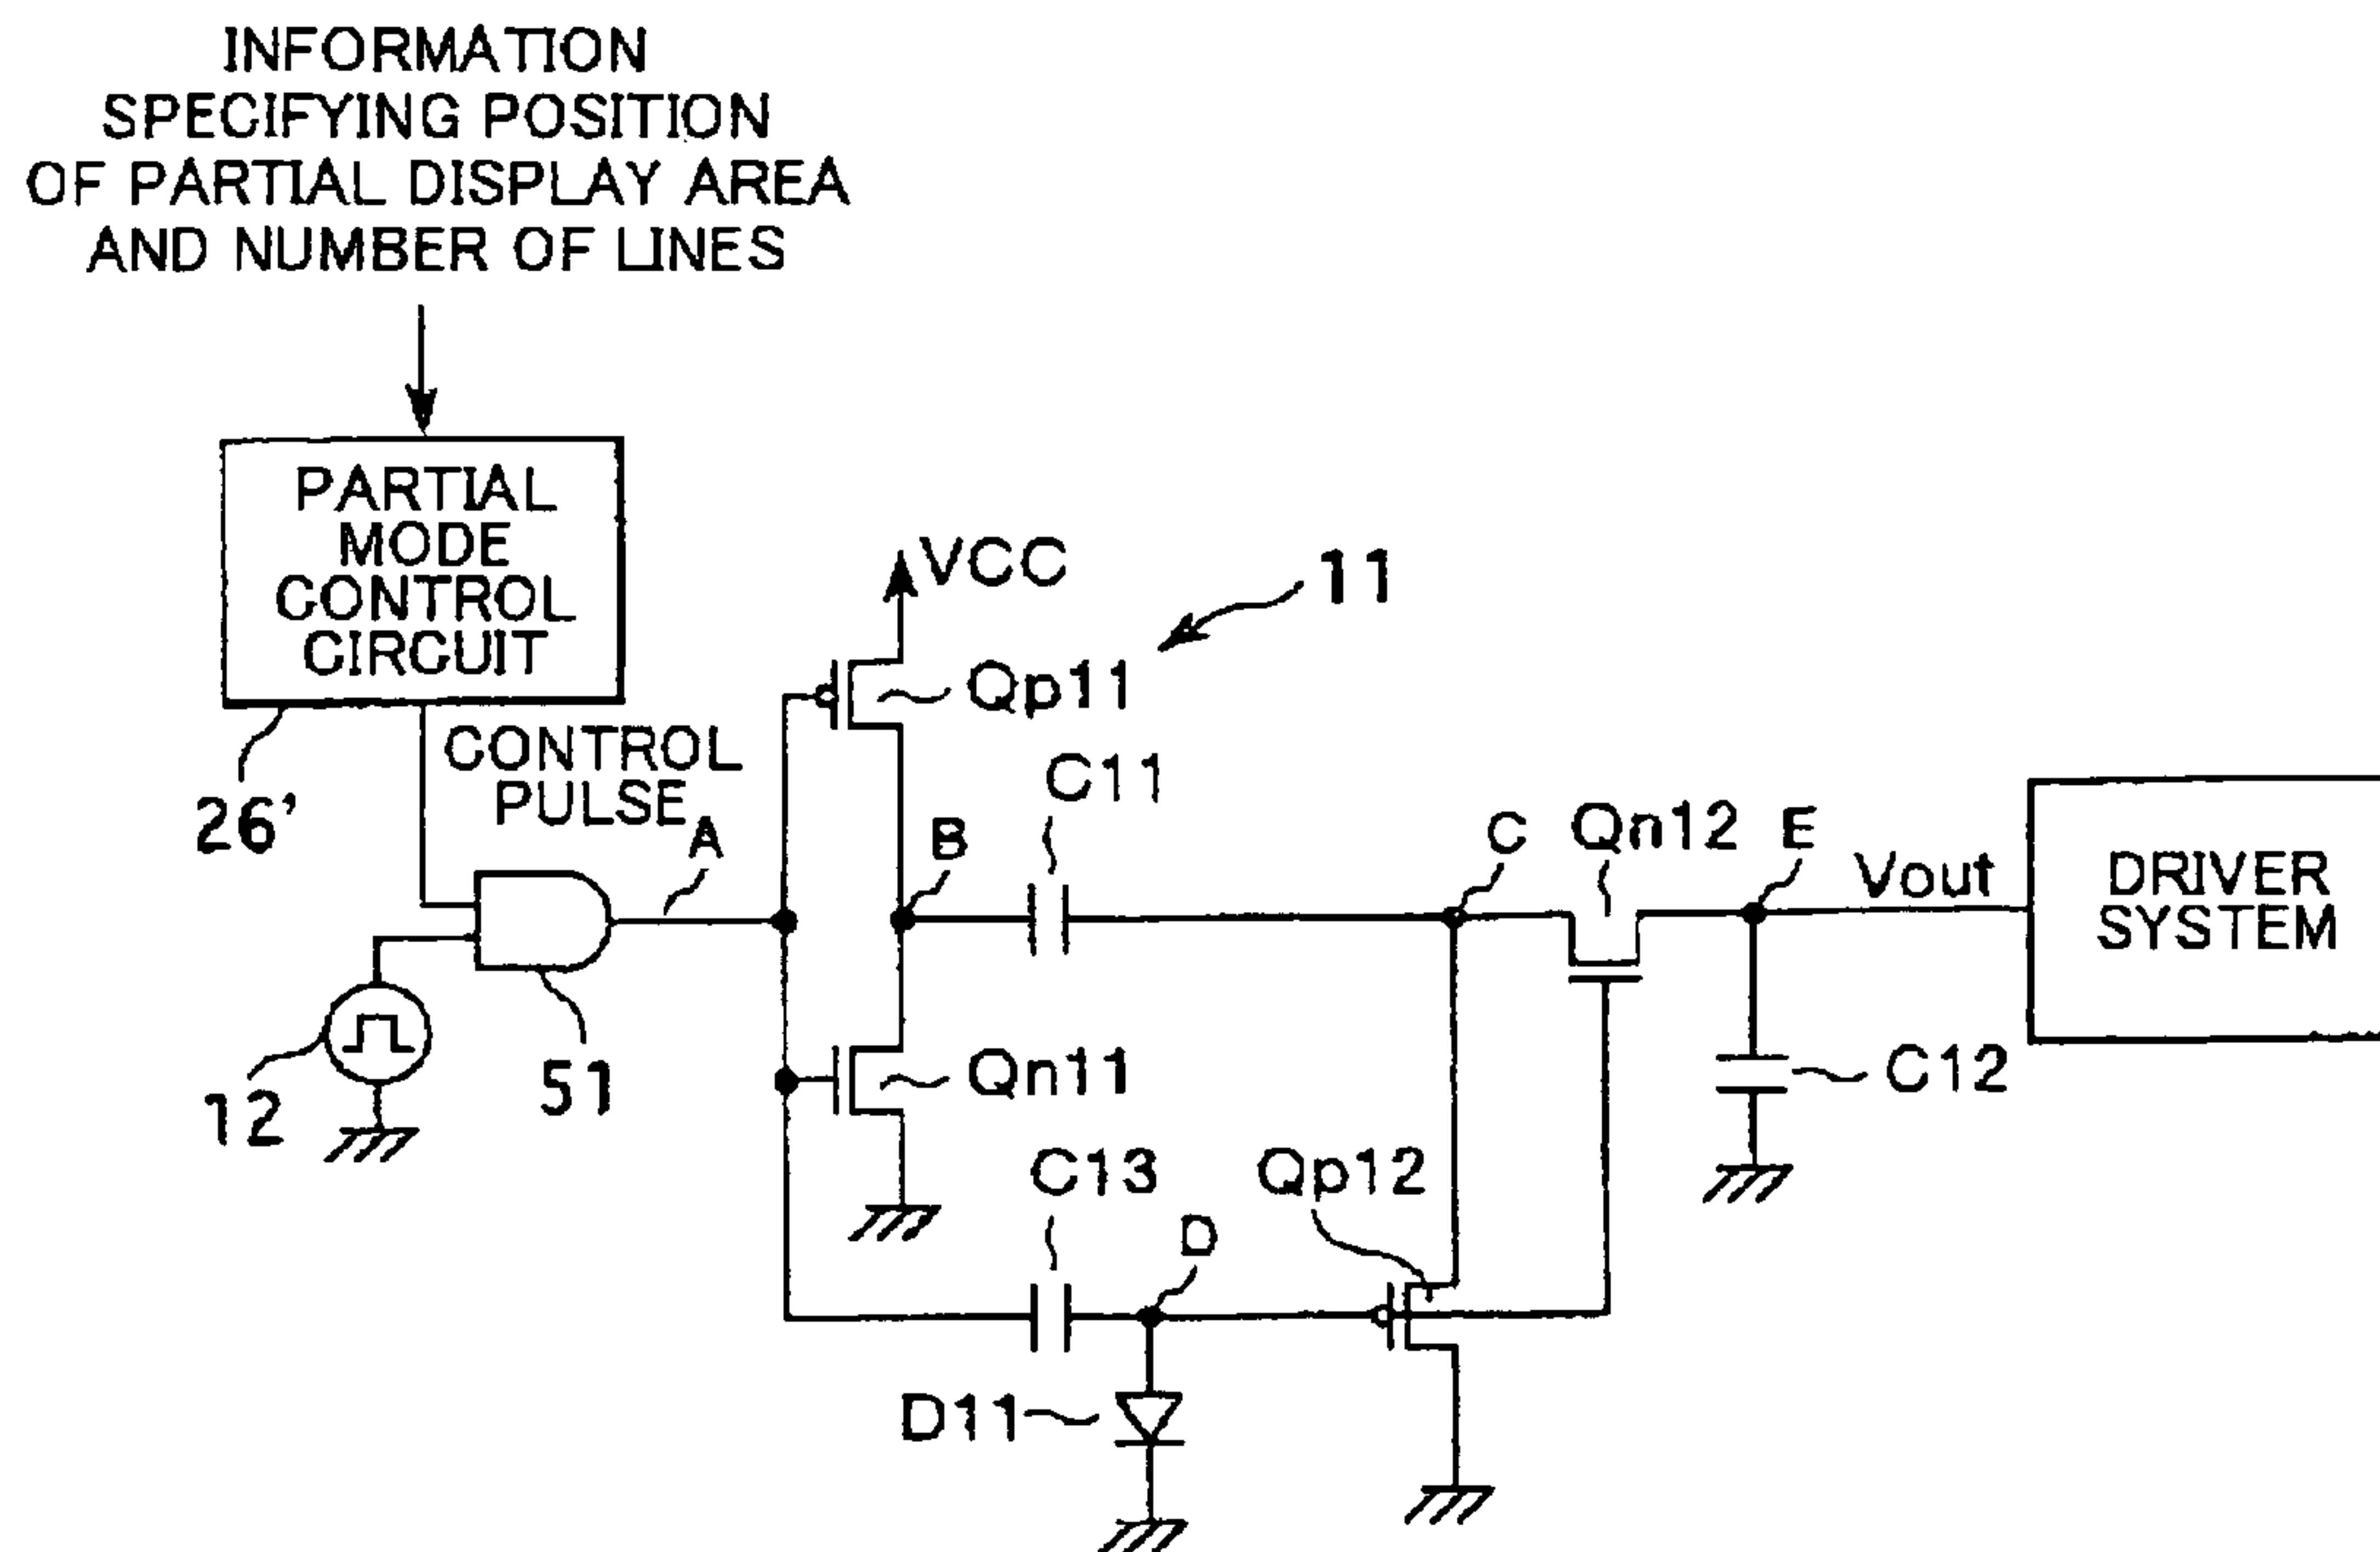 INFORMATION
SPECIFYING POSITION
OF PARTIAL DISPLAY AREA
AND NUMBER OF LINES
PARTIAL
MODE
CONTROL
CIRCUIT
26'
CONTROL
PULSE
A
VCC
11
Qp11
C11
B
C
Qn12
E
Vout
DRIVER
SYSTEM
12
51
Qn11
C12
C13
Qp12
D
D11